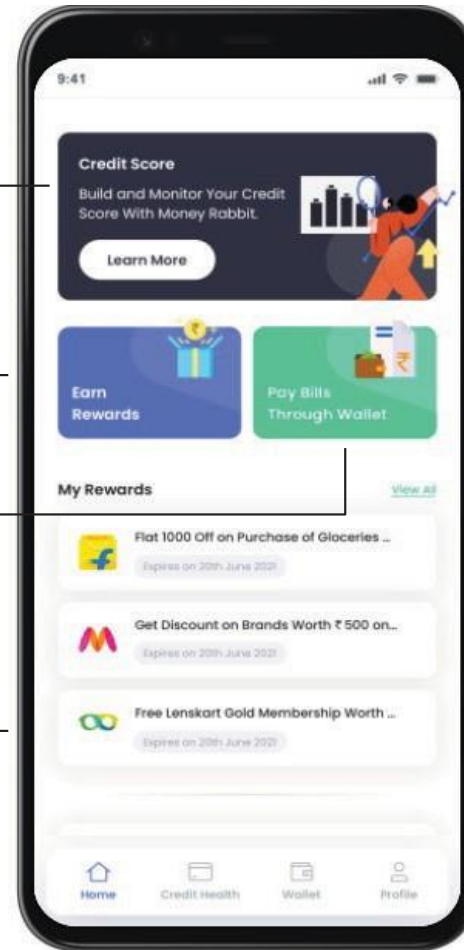 9:41
Credit Score
Build and Monitor Your Credit
Score With Money Rabbit.
Learn More
Earn
Rewards
Pay Bills
Through Wallet
My Rewards
View All
Flat 1000 Off on Purchase of Gloceries ...
Expires on 20th June 2021
Get Discount on Brands Worth ₹ 500 on...
Expires on 20th June 2021
Free Lenskart Gold Membership Worth ...
Expires on 20th June 2021
Home
Credit Health
Wallet
Profile